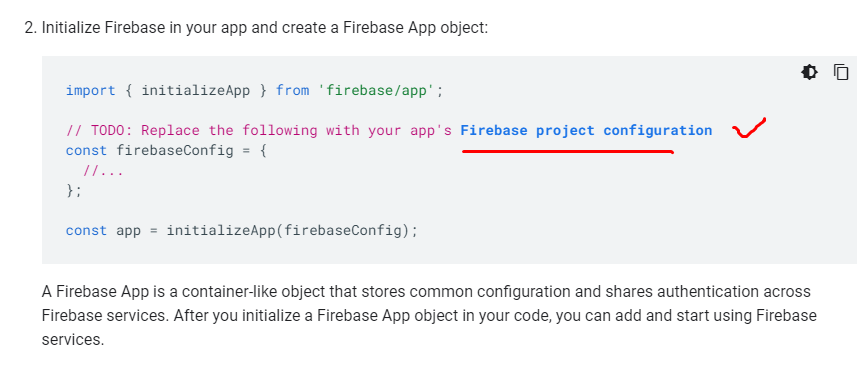 2. Initialize Firebase in your app and create a Firebase App object:
import { initializeApp } from 'firebase/app';
// TODO: Replace the following with your app's Firebase project configuration
const firebaseConfig = {
//...
};
const app = initializeApp(firebaseConfig);
A Firebase App is a container-like object that stores common configuration and shares authentication across
Firebase services. After you initialize a Firebase App object in your code, you can add and start using Firebase
services.